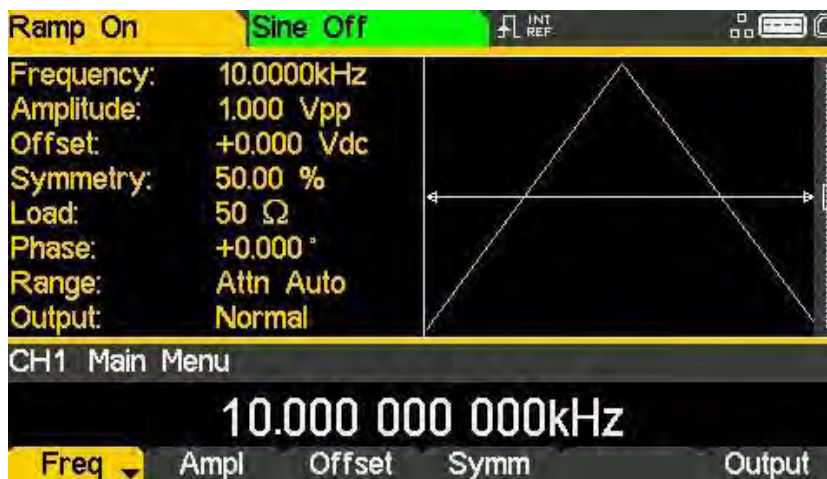 Ramp On Sine Off INT REF
Frequency: 10.0000kHz
Amplitude: 1.000 Vpp
Offset: +0.000 Vdc
Symmetry: 50.00 %
Load: 50 Ω
Phase: +0.000 °
Range: Attn Auto
Output: Normal
CH1 Main Menu
10.000 000 000kHz
Freq Ampl Offset Symm Output